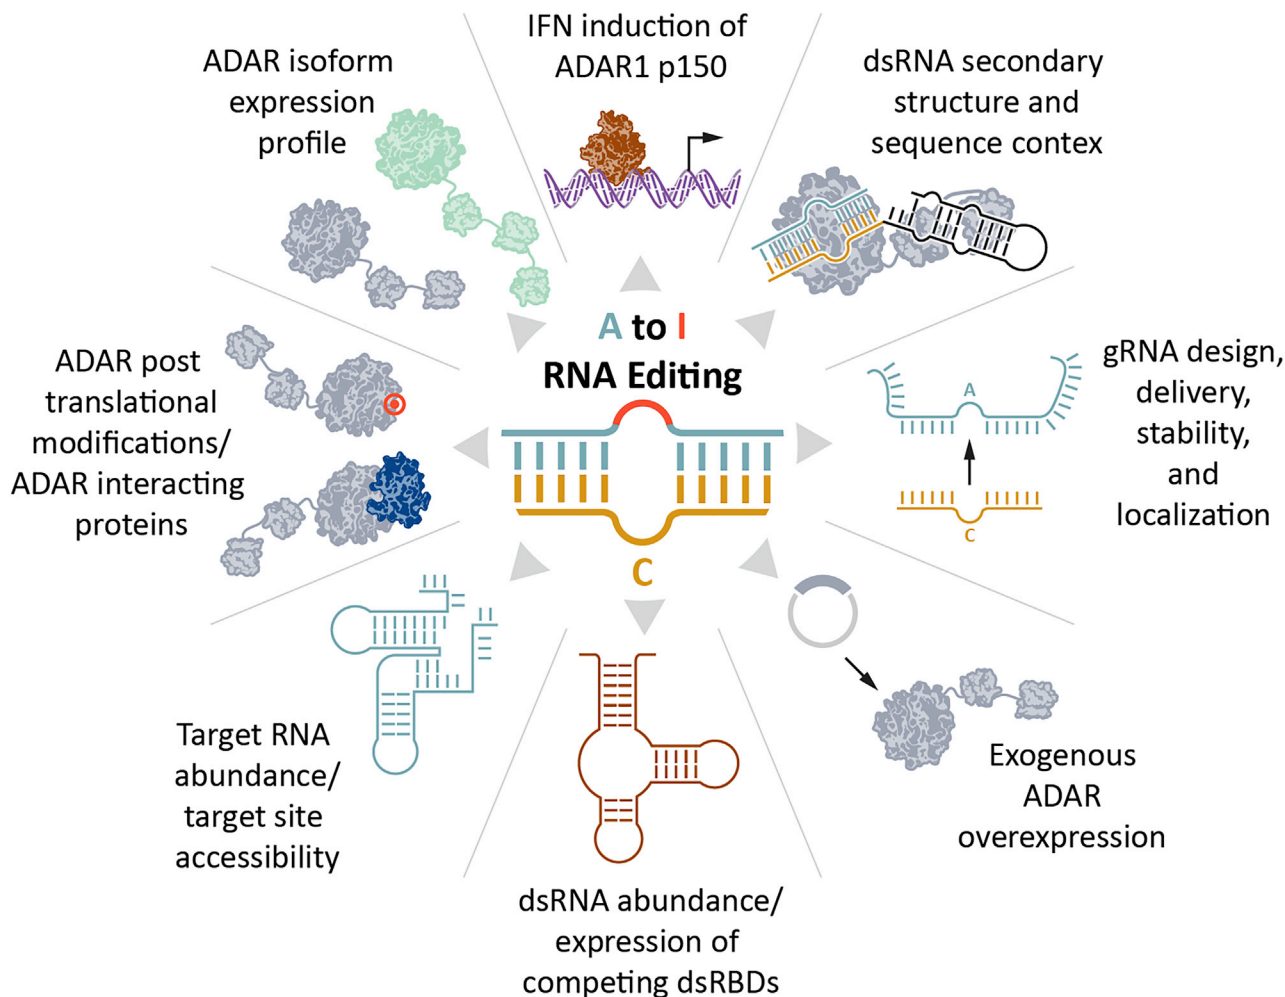 IFN induction of
ADAR1 p150
ADAR isoform
expression
profile
dsRNA secondary
structure and
sequence contex
A to I
RNA Editing
C
ADAR post
translational
modifications/
ADAR interacting
proteins
gRNA design,
delivery,
stability,
and
localization
A
C
Target RNA
abundance/
target site
accessibility
Exogenous
ADAR
overexpression
dsRNA abundance/
expression of
competing dsRBDs